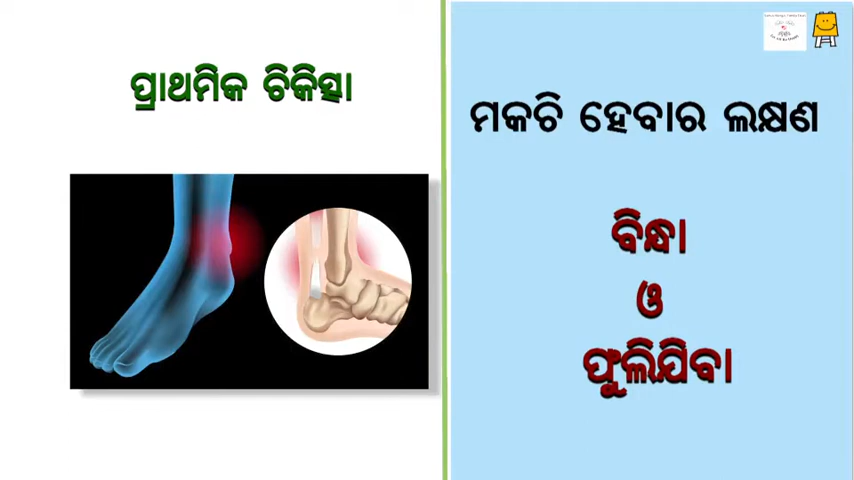 ପ୍ରାଥମିକ ଚିକିତ୍ସା
ମକଚି ହେବାର ଲକ୍ଷଣ
ବିନ୍ଧା
ଓ
ଫୁଲିଯିବା